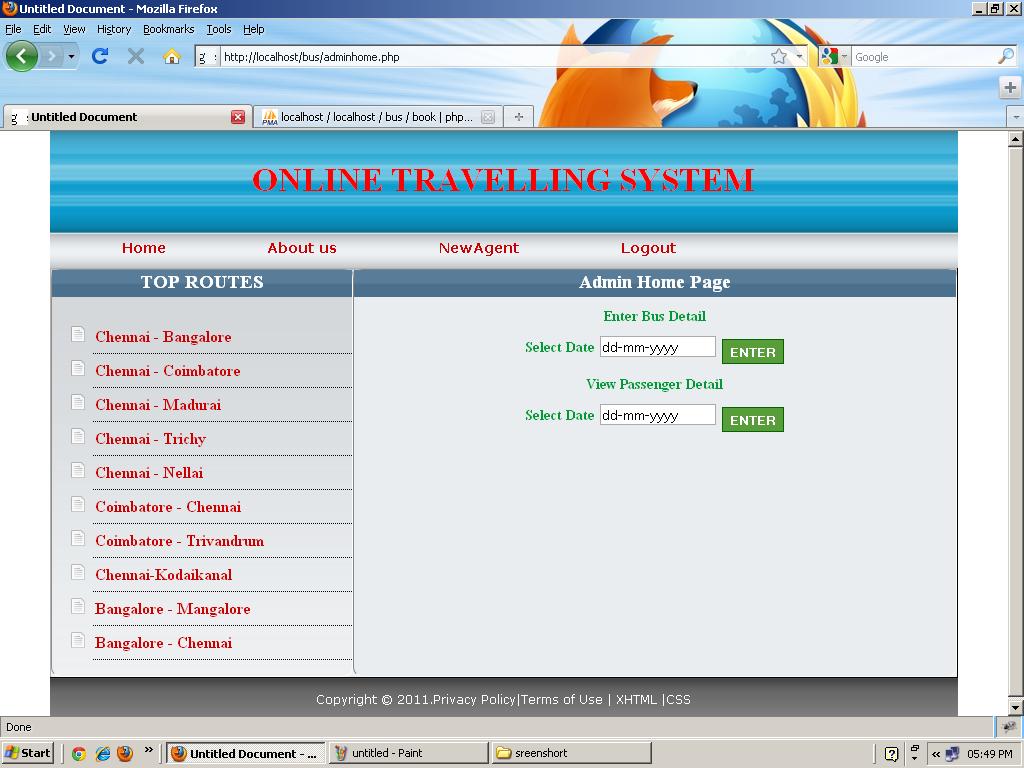 Untitled Document - Mozilla Firefox
File Edit View History Bookmarks Tools Help
http://localhost/bus/adminhome.php
Google
Untitled Document
localhost / localhost / bus / book | php...
ONLINE TRAVELLING SYSTEM
Home About us NewAgent Logout
TOP ROUTES
Chennai - Bangalore
Chennai - Coimbatore
Chennai - Madurai
Chennai - Trichy
Chennai - Nellai
Coimbatore - Chennai
Coimbatore - Trivandrum
Chennai-Kodaikanal
Bangalore - Mangalore
Bangalore - Chennai
Admin Home Page
Enter Bus Detail
Select Date dd-mm-yyyy ENTER
View Passenger Detail
Select Date dd-mm-yyyy ENTER
Copyright © 2011.Privacy Policy|Terms of Use | XHTML |CSS
Done
Start » Untitled Document - ... untitled - Paint sreenshort « 05:49 PM